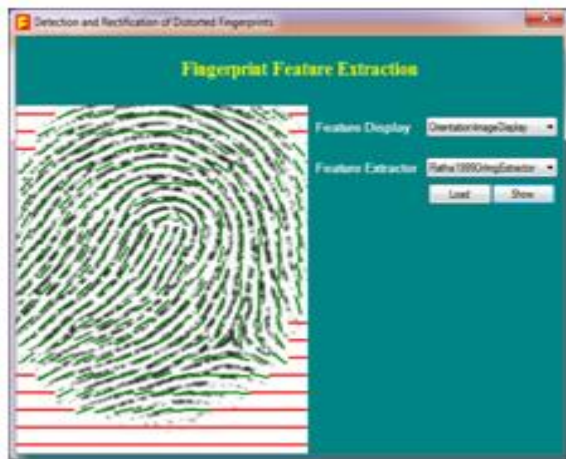 Detection and Rectification of Distorted Fingerprints
Fingerprint Feature Extraction
Feature Display
OrientationImageDisplay
Feature Extractor
Ratha1995OrImgExtractor
Load
Show